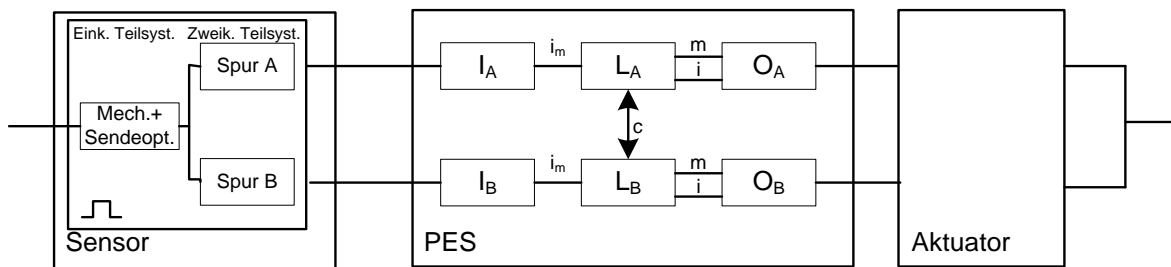 Eink. Teilsyst. Zweik. Teilsyst.
Spur A
Mech.+
Sendeopt.
Spur B
Sensor
I_A
i_m
L_A
m
i
O_A
c
I_B
i_m
L_B
m
i
O_B
PES
Aktuator